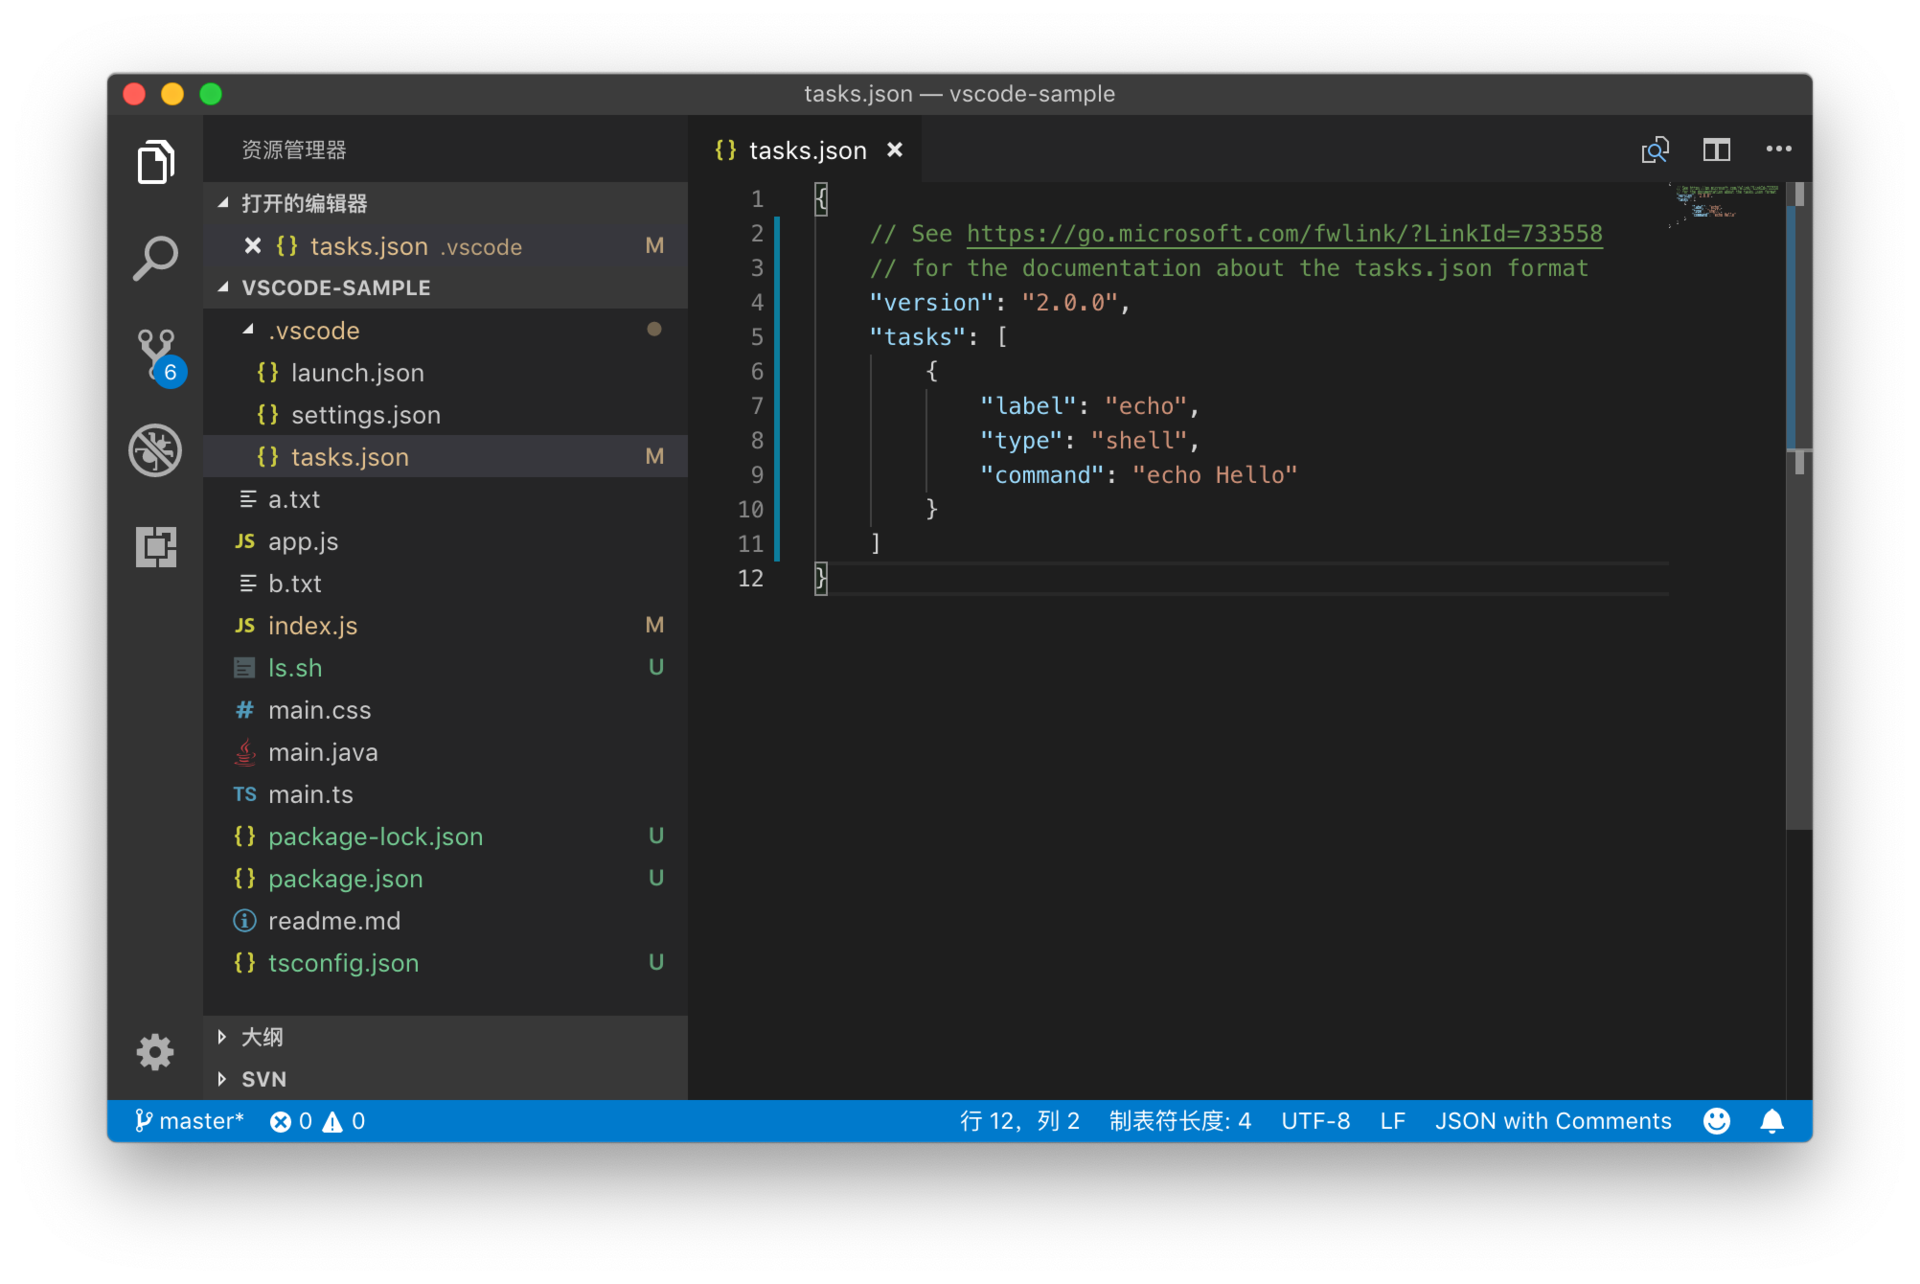 tasks.json — vscode-sample
资源管理器
打开的编辑器
tasks.json .vscode M
VSCODE-SAMPLE
.vscode
{} launch.json
{} settings.json
{} tasks.json M
a.txt
JS app.js
b.txt
JS index.js M
ls.sh U
# main.css
main.java
TS main.ts
{} package-lock.json U
{} package.json U
readme.md
{} tsconfig.json U
大纲
SVN
6
{} tasks.json
1 {
2 // See https://go.microsoft.com/fwlink/?LinkId=733558
3 // for the documentation about the tasks.json format
4 "version": "2.0.0",
5 "tasks": [
6 {
7 "label": "echo",
8 "type": "shell",
9 "command": "echo Hello"
10 }
11 ]
12 }
master* 0 0 行 12，列 2 制表符长度: 4 UTF-8 LF JSON with Comments